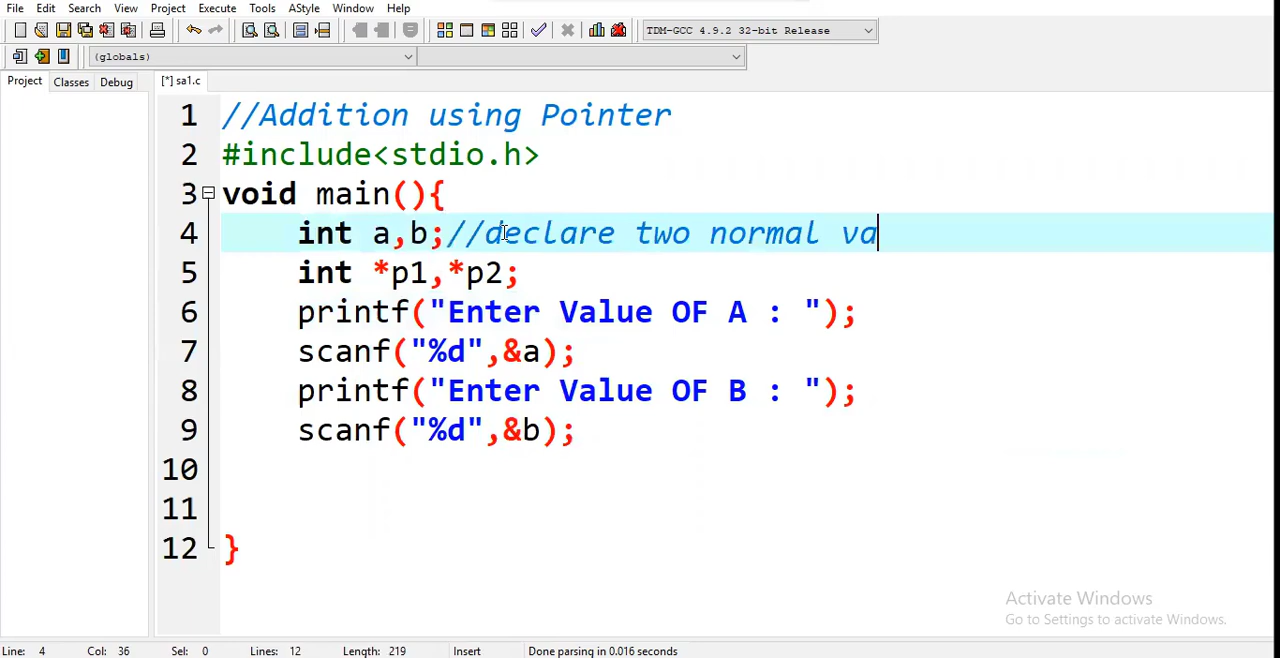 File Edit Search View Project Execute Tools AStyle Window Help
TDM-GCC 4.9.2 32-bit Release
(globals)
Project Classes Debug [*] sa1.c
1 //Addition using Pointer
2 #include<stdio.h>
3 void main(){
4 int a,b;//declare two normal va
5 int *p1,*p2;
6 printf("Enter Value OF A : ");
7 scanf("%d",&a);
8 printf("Enter Value OF B : ");
9 scanf("%d",&b);
10
11
12 }
Activate Windows
Go to Settings to activate Windows.
Line: 4 Col: 36 Sel: 0 Lines: 12 Length: 219 Insert Done parsing in 0.016 seconds